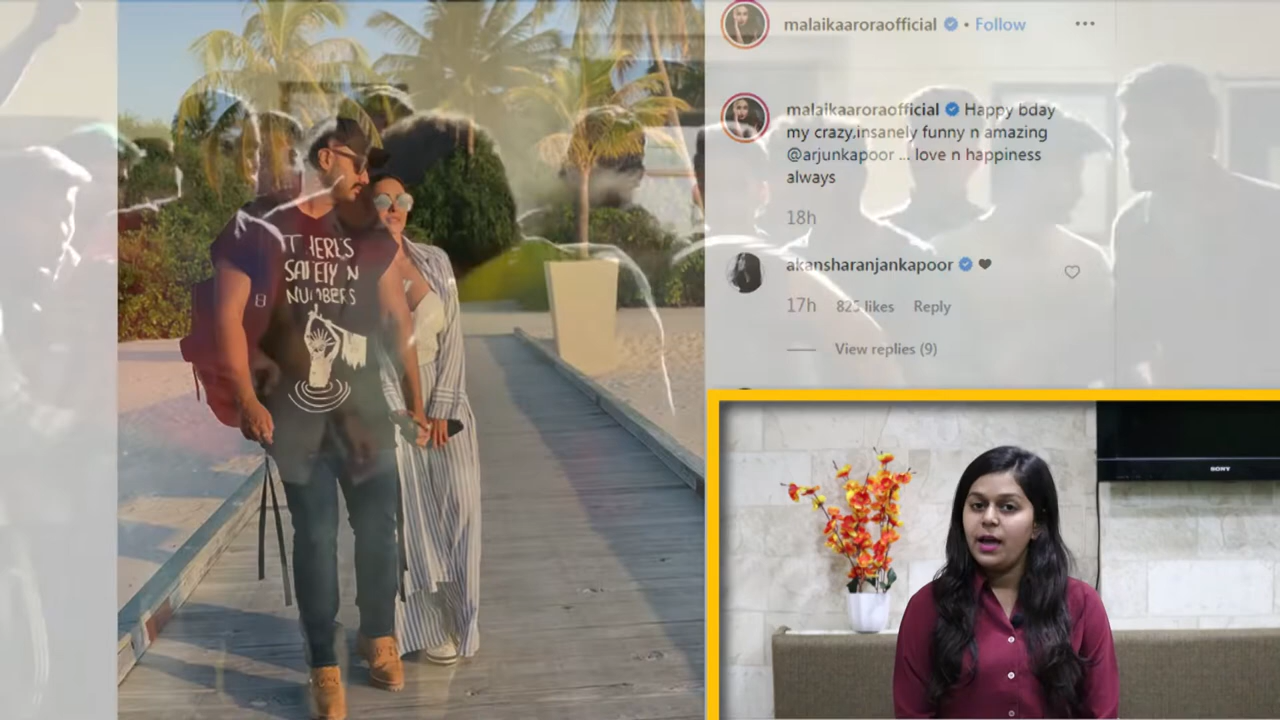 malaikaaroraofficial • Follow
malaikaaroraofficial Happy bday
my crazy,insanely funny n amazing
@arjunkapoor ... love n happiness
always
18h
akansharanjankapoor
17h 825 likes Reply
View replies (9)
THERE'S
SAFETY N
NUMBERS
SONY